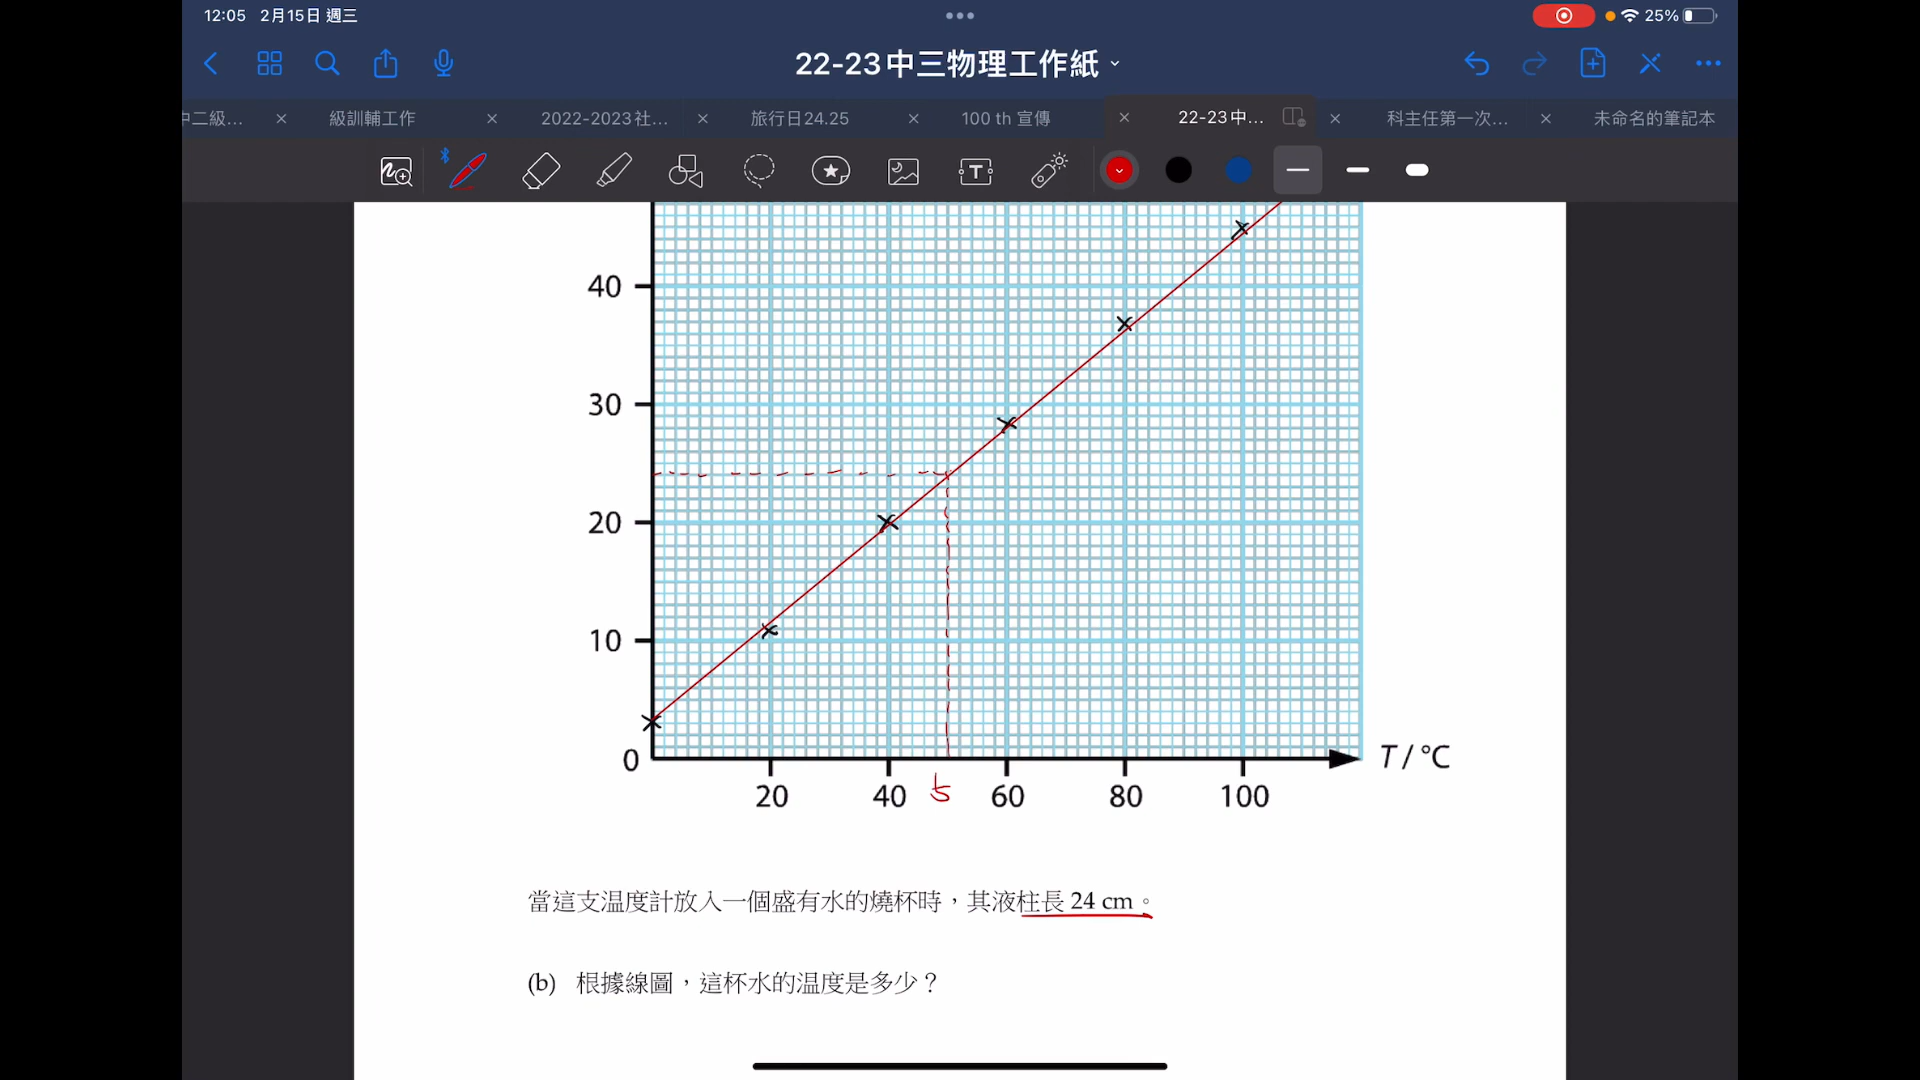 12:05 2月15日 週三
25%
22-23中三物理工作紙
中二級... 級訓輔工作 2022-2023社... 旅行日24.25 100 th 宣傳 22-23中... 科主任第一次... 未命名的筆記本
40
30
20
10
0
T / °C
20 40 5 60 80 100
當這支温度計放入一個盛有水的燒杯時，其液柱長 24 cm。
(b) 根據線圖，這杯水的温度是多少？